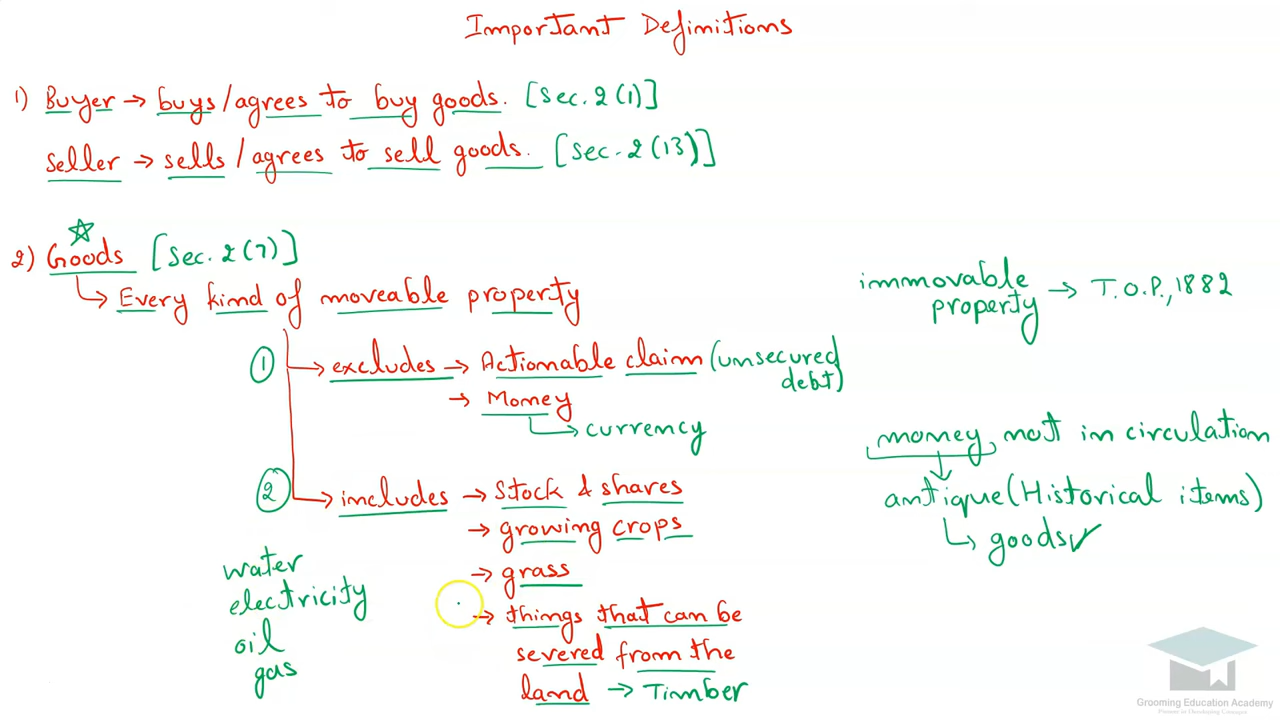 Important Definitions
1) Buyer → buys/agrees to buy goods. [Sec. 2(1)]
Seller → sells/agrees to sell goods. [Sec. 2(13)]
2) Goods [Sec. 2(7)]
↳ Every kind of moveable property
immovable
property → T.O.P., 1882
① → excludes → Actionable claim (unsecured
debt)
→ Money
↳ currency
money not in circulation
↓
antique (Historical items)
↳ goods ✓
② → includes → Stock & shares
→ growing crops
→ grass
→ things that can be
severed from the
land → Timber
water
electricity
oil
gas
Grooming Education Academy